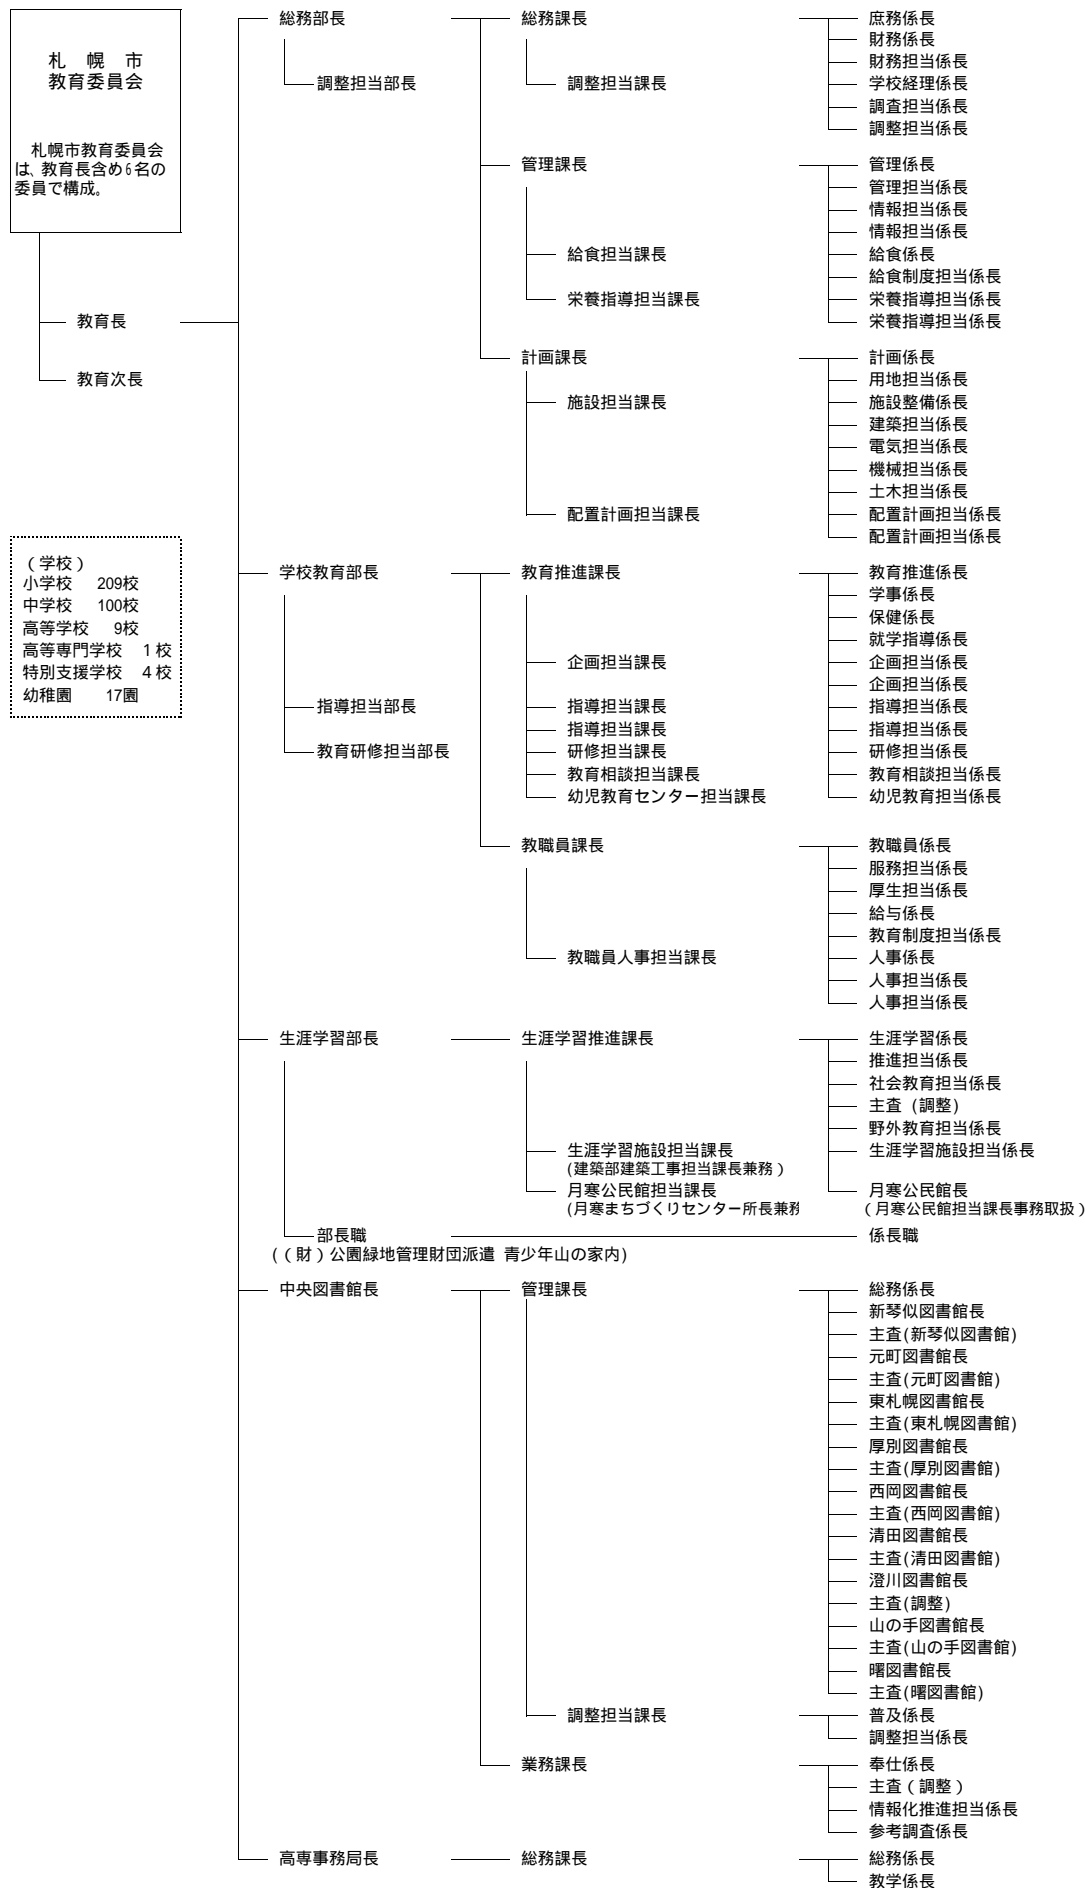 札　幌　市
教育委員会
札幌市教育委員会
は、教育長含め6名の
委員で構成。
教育長
教育次長
（学校）
小学校　209校
中学校　100校
高等学校　9校
高等専門学校　1校
特別支援学校　4校
幼稚園　17園
総務部長　総務課長　庶務係長
財務係長
財務担当係長
調整担当部長　調整担当課長　学校経理係長
調査担当係長
調整担当係長
管理課長　管理係長
管理担当係長
情報担当係長
情報担当係長
給食担当課長　給食係長
給食制度担当係長
栄養指導担当課長　栄養指導担当係長
栄養指導担当係長
計画課長　計画係長
用地担当係長
施設担当課長　施設整備係長
建築担当係長
電気担当係長
機械担当係長
土木担当係長
配置計画担当課長　配置計画担当係長
配置計画担当係長
学校教育部長　教育推進課長　教育推進係長
学事係長
保健係長
就学指導係長
企画担当課長　企画担当係長
企画担当係長
指導担当部長　指導担当課長　指導担当係長
指導担当課長　指導担当係長
教育研修担当部長　研修担当課長　研修担当係長
教育相談担当課長　教育相談担当係長
幼児教育センター担当課長　幼児教育担当係長
教職員課長　教職員係長
服務担当係長
厚生担当係長
給与係長
教育制度担当係長
教職員人事担当課長　人事係長
人事担当係長
人事担当係長
生涯学習部長　生涯学習推進課長　生涯学習係長
推進担当係長
社会教育担当係長
主査 (調整)
野外教育担当係長
生涯学習施設担当課長　生涯学習施設担当係長
(建築部建築工事担当課長兼務）
月寒公民館担当課長　月寒公民館長
(月寒まちづくりセンター所長兼務　（月寒公民館担当課長事務取扱）
部長職　係長職
(（財）公園緑地管理財団派遣 青少年山の家内)
中央図書館長　管理課長　総務係長
新琴似図書館長
主査(新琴似図書館)
元町図書館長
主査(元町図書館)
東札幌図書館長
主査(東札幌図書館)
厚別図書館長
主査(厚別図書館)
西岡図書館長
主査(西岡図書館)
清田図書館長
主査(清田図書館)
澄川図書館長
主査(調整)
山の手図書館長
主査(山の手図書館)
曙図書館長
主査(曙図書館)
調整担当課長　普及係長
調整担当係長
業務課長　奉仕係長
主査（調整）
情報化推進担当係長
参考調査係長
高専事務局長　総務課長　総務係長
教学係長